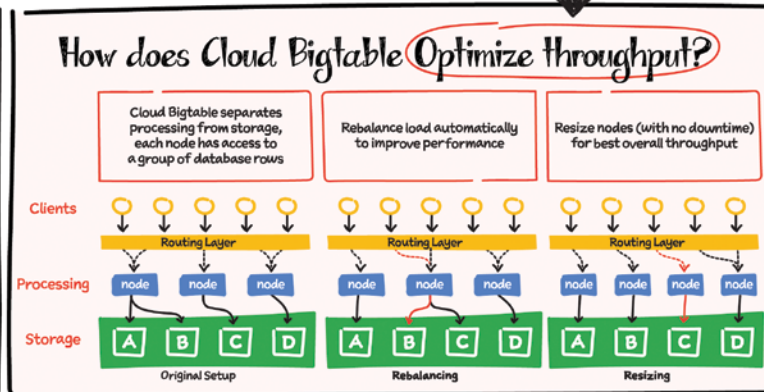 How does Cloud Bigtable Optimize throughput?
Cloud Bigtable separates
processing from storage,
each node has access to
a group of database rows
Rebalance load automatically
to improve performance
Resize nodes (with no downtime)
for best overall throughput
Clients
Routing Layer
Routing Layer
Routing Layer
Processing
node
node
node
node
node
node
node
node
node
node
Storage
A
B
C
D
A
B
C
D
A
B
C
D
Original Setup
Rebalancing
Resizing